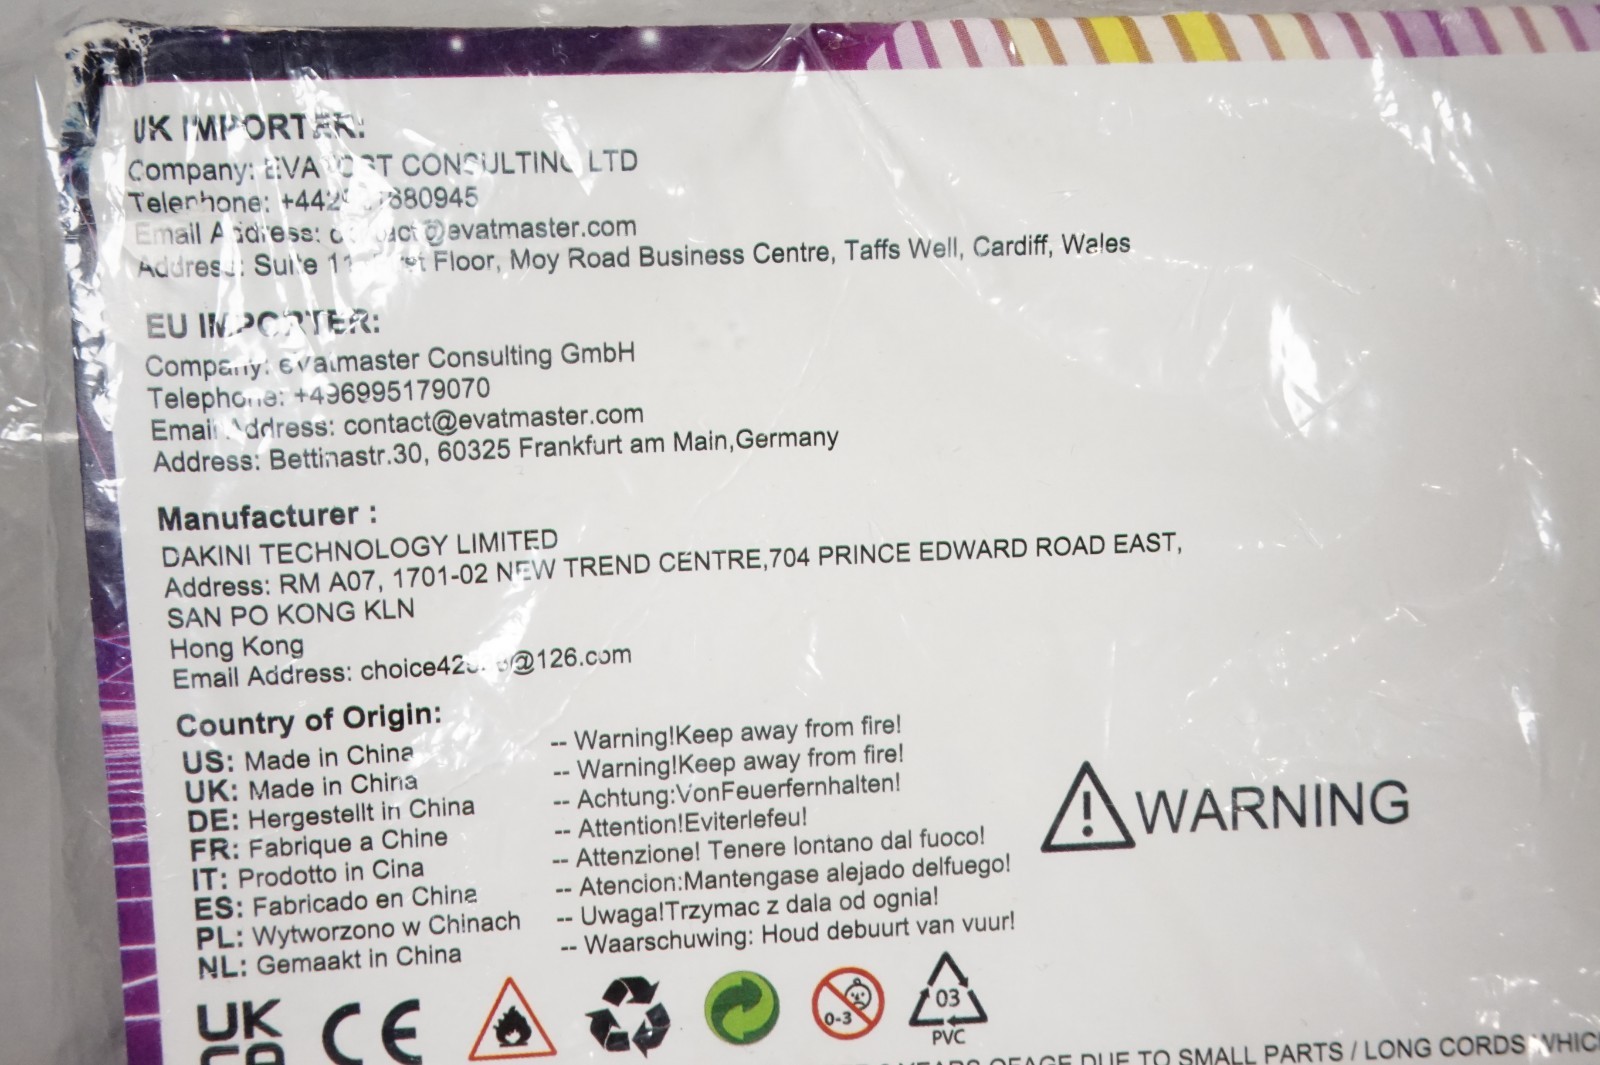 UK IMPORTER:
Company: CONSULTING LTD
Telephone:
Email Address: contact@evatmaster.com
Address: Suite Floor, Moy Road Business Centre, Taffs Well, Cardiff, Wales
EU IMPORTER:
Company: evatmaster Consulting GmbH
Telephone: +496995179070
Email Address: contact@evatmaster.com
Address: Bettinastr.30, 60325 Frankfurt am Main,Germany
Manufacturer :
DAKINI TECHNOLOGY LIMITED
Address: RM A07, 1701-02 NEW TREND CENTRE,704 PRINCE EDWARD ROAD EAST,
SAN PO KONG KLN
Hong Kong
Email Address:
Country of Origin:
US: Made in China -- Warning!Keep away from fire!
UK: Made in China -- Warning!Keep away from fire!
DE: Hergestellt in China -- Achtung:VonFeuerfernhalten!
FR: Fabrique a Chine -- Attention!Eviterlefeu!
IT: Prodotto in Cina -- Attenzione! Tenere lontano dal fuoco!
ES: Fabricado en China -- Atencion:Mantengase alejado delfuego!
PL: Wytworzono w Chinach -- Uwaga!Trzymac z dala od ognia!
NL: Gemaakt in China -- Waarschuwing: Houd debuurt van vuur!
WARNING
UK
CA
CE
0-3
03
PVC
YEARS OFAGE DUE TO SMALL PARTS / LONG CORDS